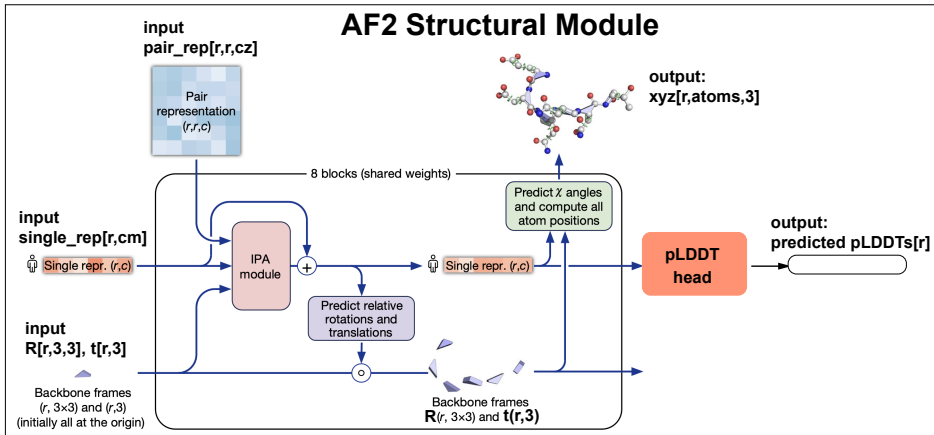 AF2 Structural Module
input
pair_rep[r,r,cz]
Pair
representation
(r,r,c)
output:
xyz[r,atoms,3]
8 blocks (shared weights)
Predict χ angles
and compute all
atom positions
input
single_rep[r,cm]
Single repr. (r,c)
IPA
module
+
Single repr. (r,c)
pLDDT
head
output:
predicted pLDDTs[r]
Predict relative
rotations and
translations
input
R[r,3,3], t[r,3]
Backbone frames
(r, 3×3) and (r,3)
(initially all at the origin)
Backbone frames
R(r, 3×3) and t(r,3)